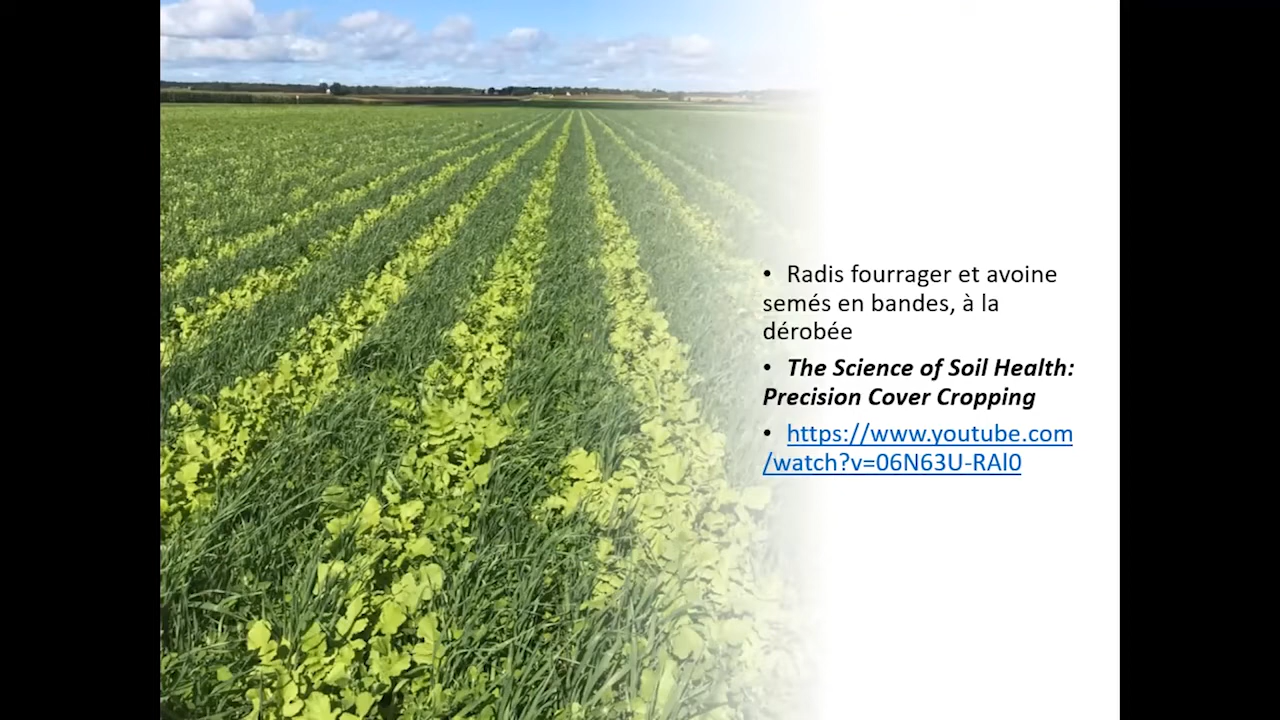 • Radis fourrager et avoine
semés en bandes, à la
dérobée
• The Science of Soil Health:
Precision Cover Cropping
• https://www.youtube.com
/watch?v=06N63U-RAl0